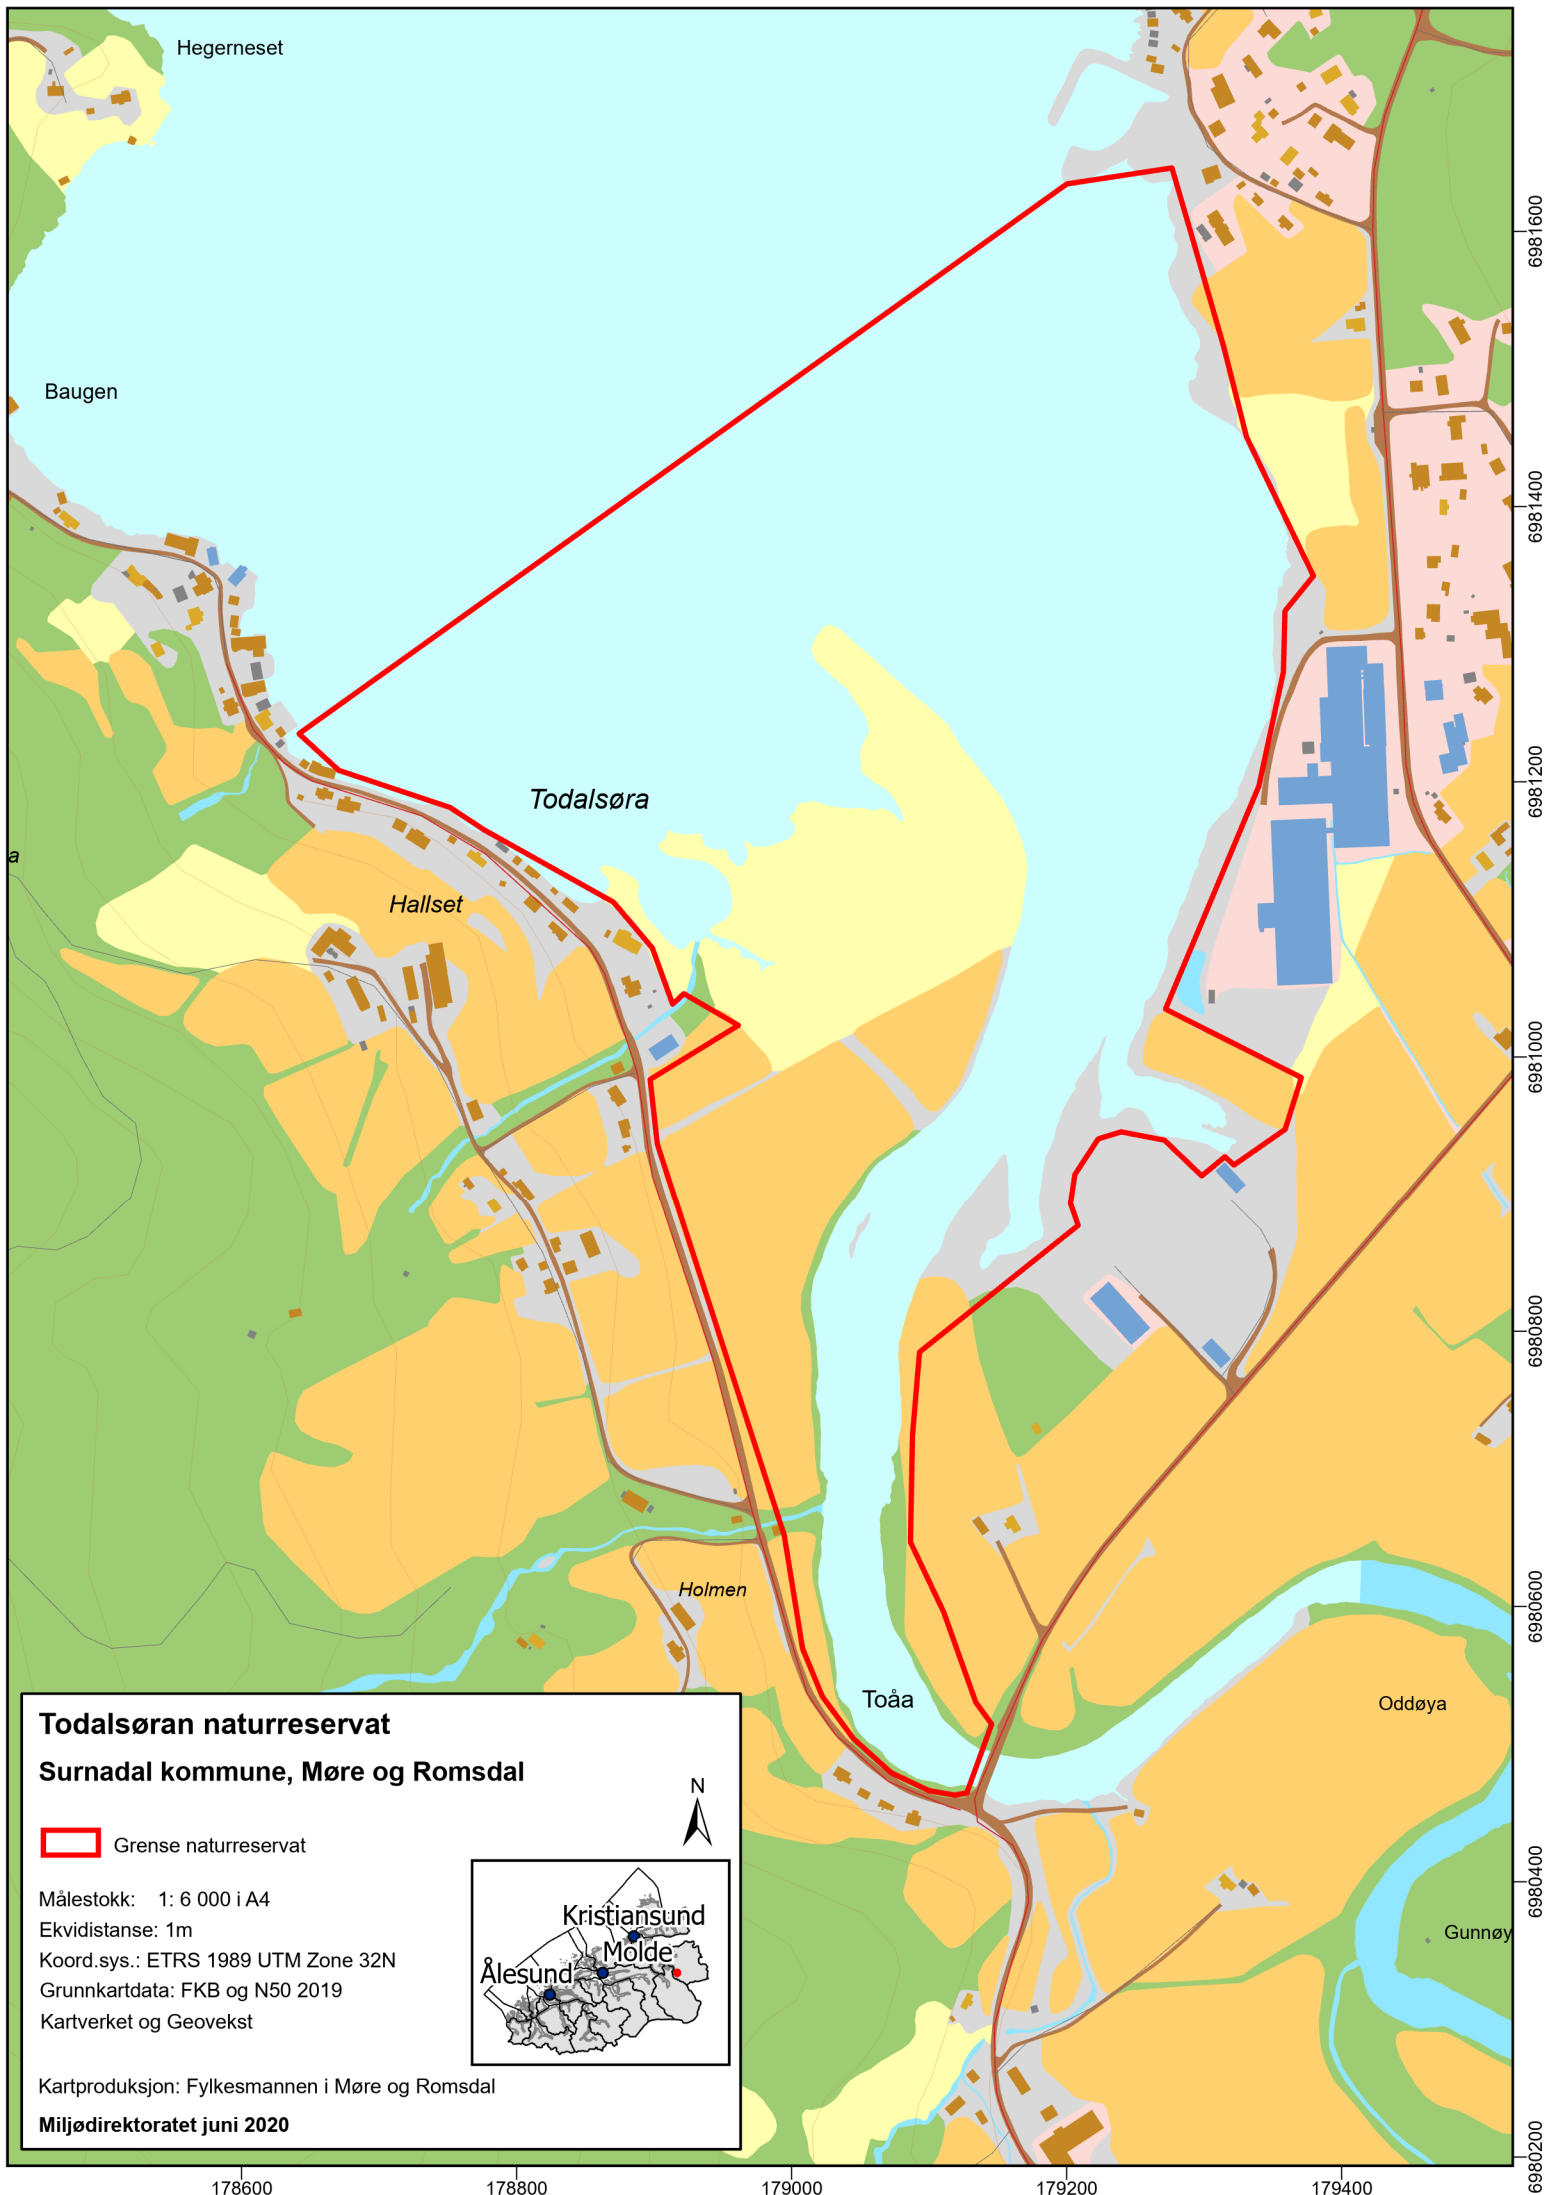 Hegerneset
Baugen
Todalsøra
a
Hallset
Holmen
Toåa
Oddøya
Gunnøy
6981600
6981400
6981200
6981000
6980800
6980600
6980400
6980200
178600
178800
179000
179200
179400
Todalsøran naturreservat
Surnadal kommune, Møre og Romsdal
Grense naturreservat
N
Målestokk: 1: 6 000 i A4
Ekvidistanse: 1m
Koord.sys.: ETRS 1989 UTM Zone 32N
Grunnkartdata: FKB og N50 2019
Kartverket og Geovekst
Kristiansund
Molde
Ålesund
Kartproduksjon: Fylkesmannen i Møre og Romsdal
Miljødirektoratet juni 2020